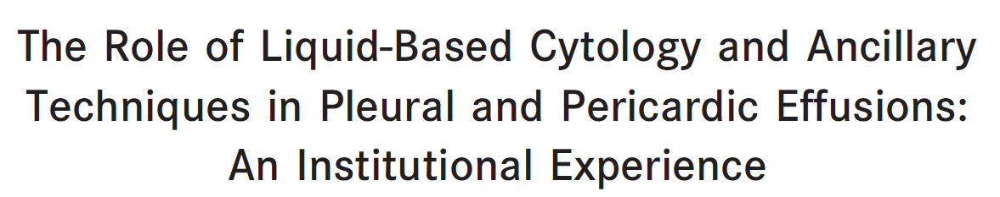 The Role of Liquid-Based Cytology and Ancillary
Techniques in Pleural and Pericardic Effusions:
An Institutional Experience